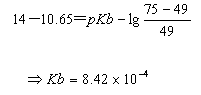 14－10.65＝pKb－lg 75－49/49
⇒ Kb = 8.42 × 10⁻⁴